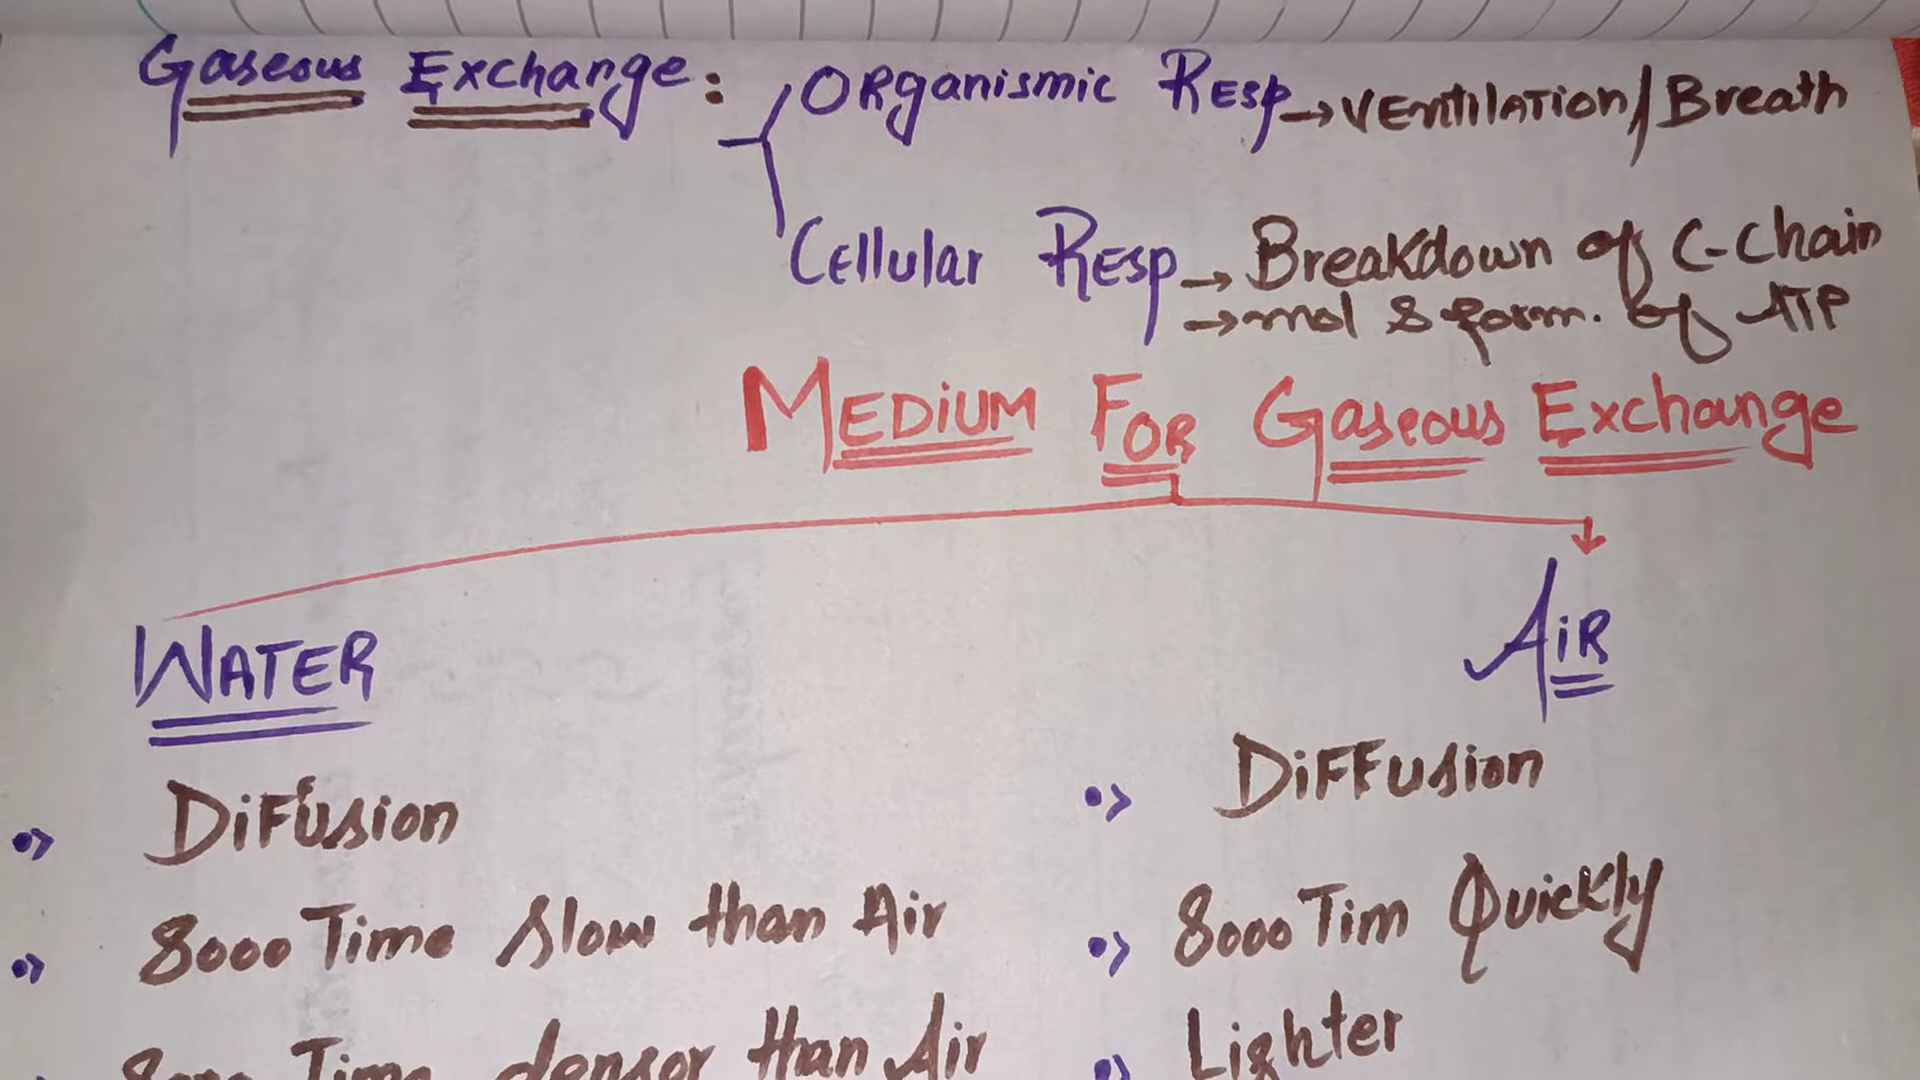 Gaseous Exchange: Organismic Resp → Ventilation / Breath
Cellular Resp → Breakdown of C-Chain
→ mol & form. of ATP
Medium For Gaseous Exchange
Water
Air
Diffusion
Diffusion
8000 Time slow than Air
8000 Tim Quickly
Time denser than Air
Lighter